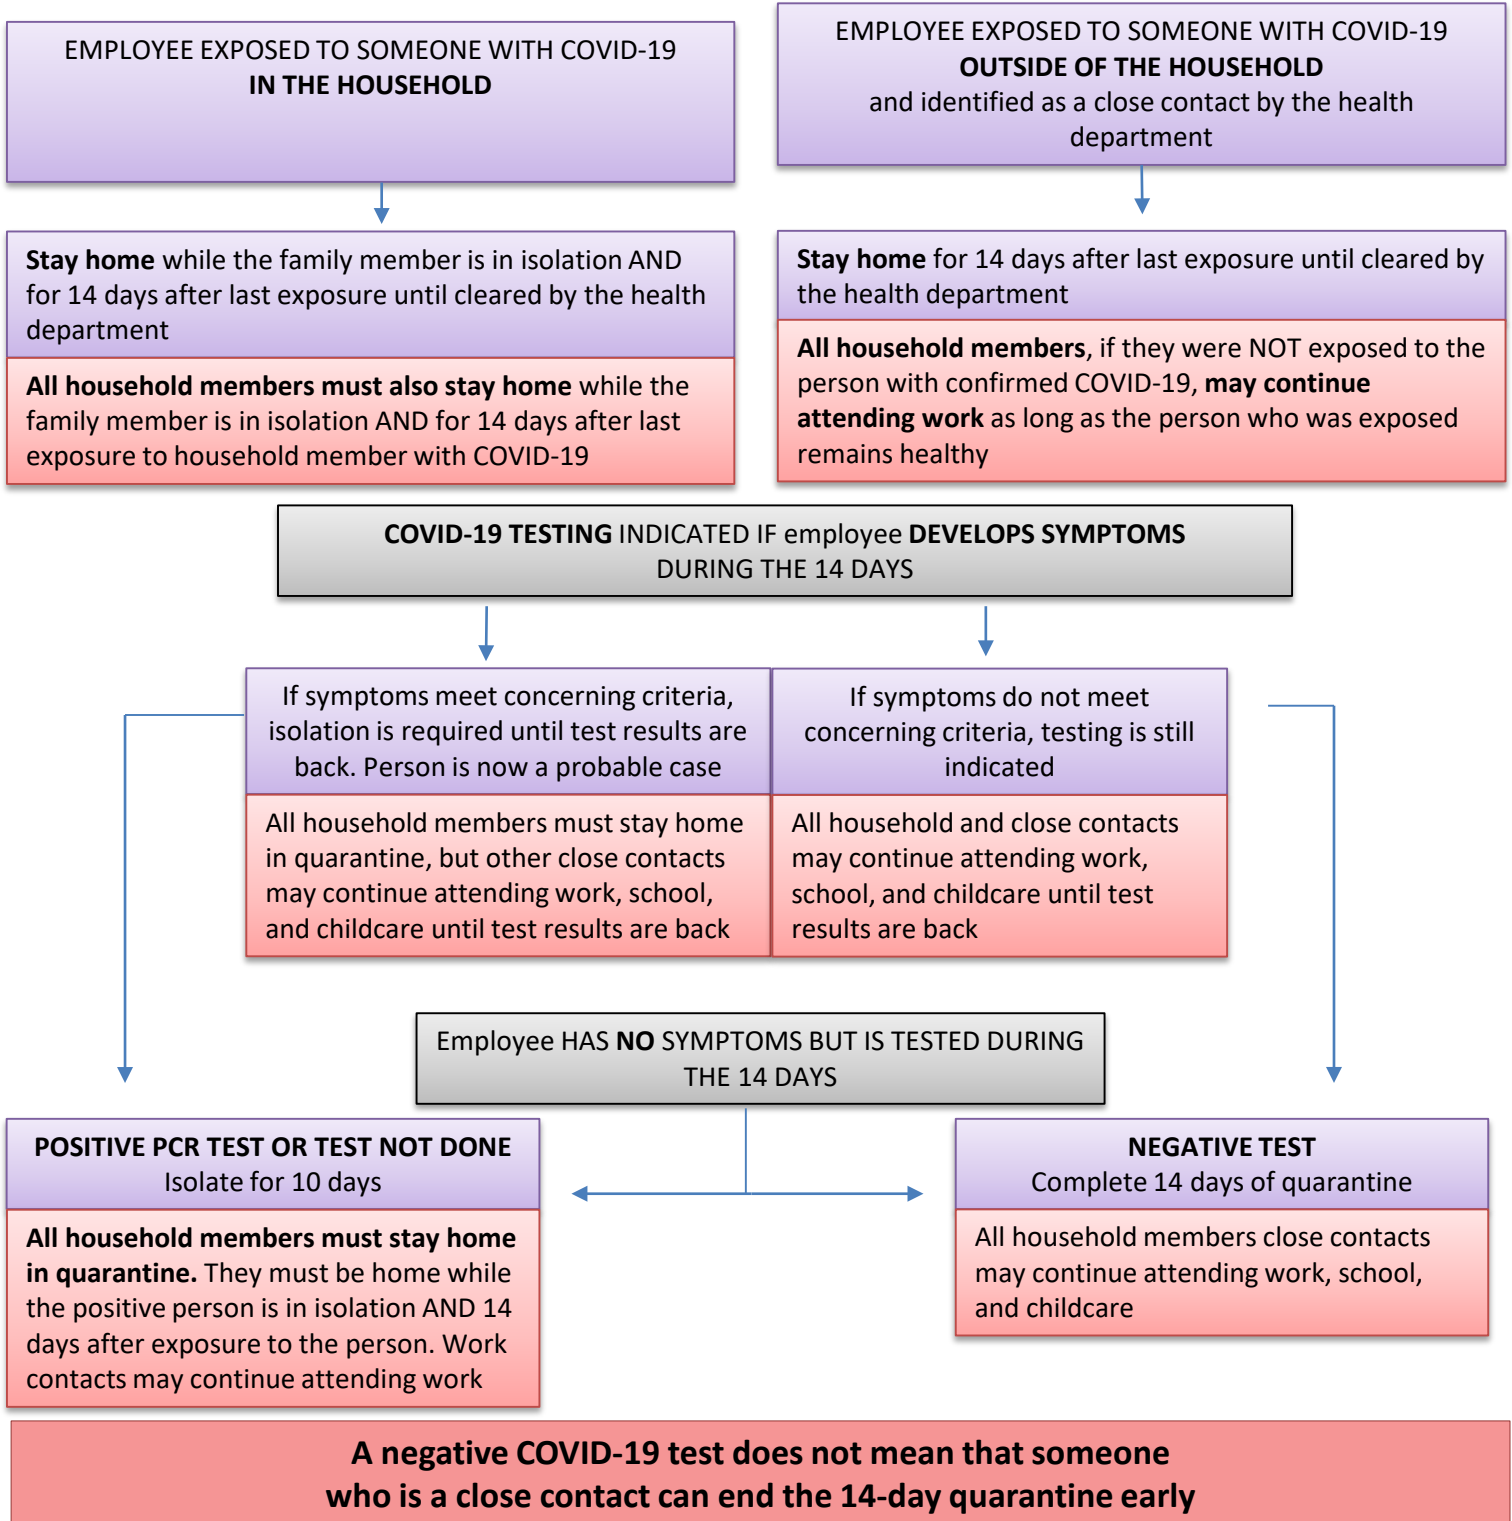 EMPLOYEE EXPOSED TO SOMEONE WITH COVID-19
IN THE HOUSEHOLD
EMPLOYEE EXPOSED TO SOMEONE WITH COVID-19
OUTSIDE OF THE HOUSEHOLD
and identified as a close contact by the health
department
Stay home while the family member is in isolation AND
for 14 days after last exposure until cleared by the health
department
All household members must also stay home while the
family member is in isolation AND for 14 days after last
exposure to household member with COVID-19
Stay home for 14 days after last exposure until cleared by
the health department
All household members, if they were NOT exposed to the
person with confirmed COVID-19, may continue
attending work as long as the person who was exposed
remains healthy
COVID-19 TESTING INDICATED IF employee DEVELOPS SYMPTOMS
DURING THE 14 DAYS
If symptoms meet concerning criteria,
isolation is required until test results are
back. Person is now a probable case
All household members must stay home
in quarantine, but other close contacts
may continue attending work, school,
and childcare until test results are back
If symptoms do not meet
concerning criteria, testing is still
indicated
All household and close contacts
may continue attending work,
school, and childcare until test
results are back
Employee HAS NO SYMPTOMS BUT IS TESTED DURING
THE 14 DAYS
POSITIVE PCR TEST OR TEST NOT DONE
Isolate for 10 days
All household members must stay home
in quarantine. They must be home while
the positive person is in isolation AND 14
days after exposure to the person. Work
contacts may continue attending work
NEGATIVE TEST
Complete 14 days of quarantine
All household members close contacts
may continue attending work, school,
and childcare
A negative COVID-19 test does not mean that someone
who is a close contact can end the 14-day quarantine early